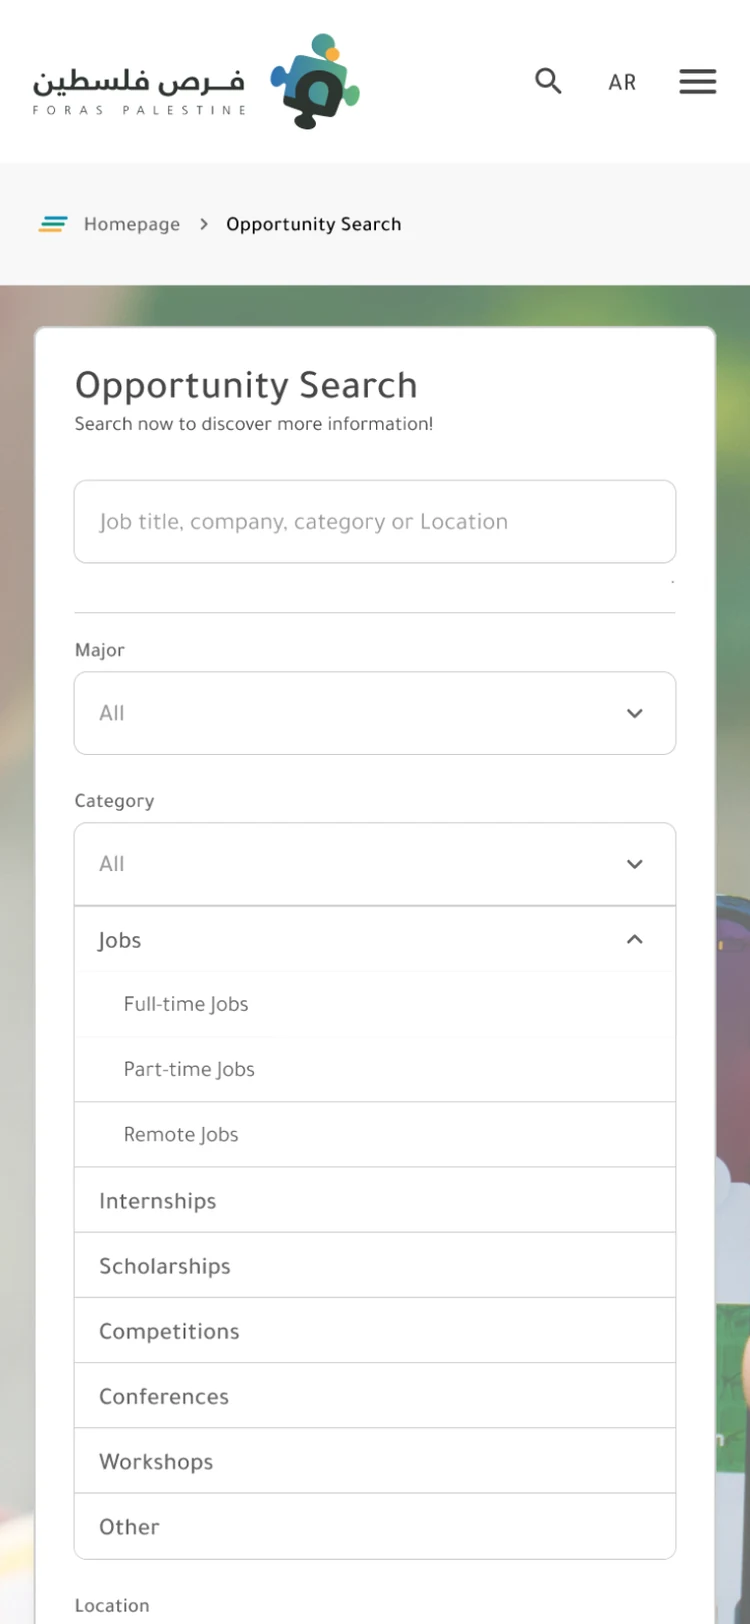 فـــرص فلسطين
FORAS PALESTINE
AR
Homepage > Opportunity Search
Opportunity Search
Search now to discover more information!
Job title, company, category or Location
Major
All
Category
All
Jobs
Full-time Jobs
Part-time Jobs
Remote Jobs
Internships
Scholarships
Competitions
Conferences
Workshops
Other
Location